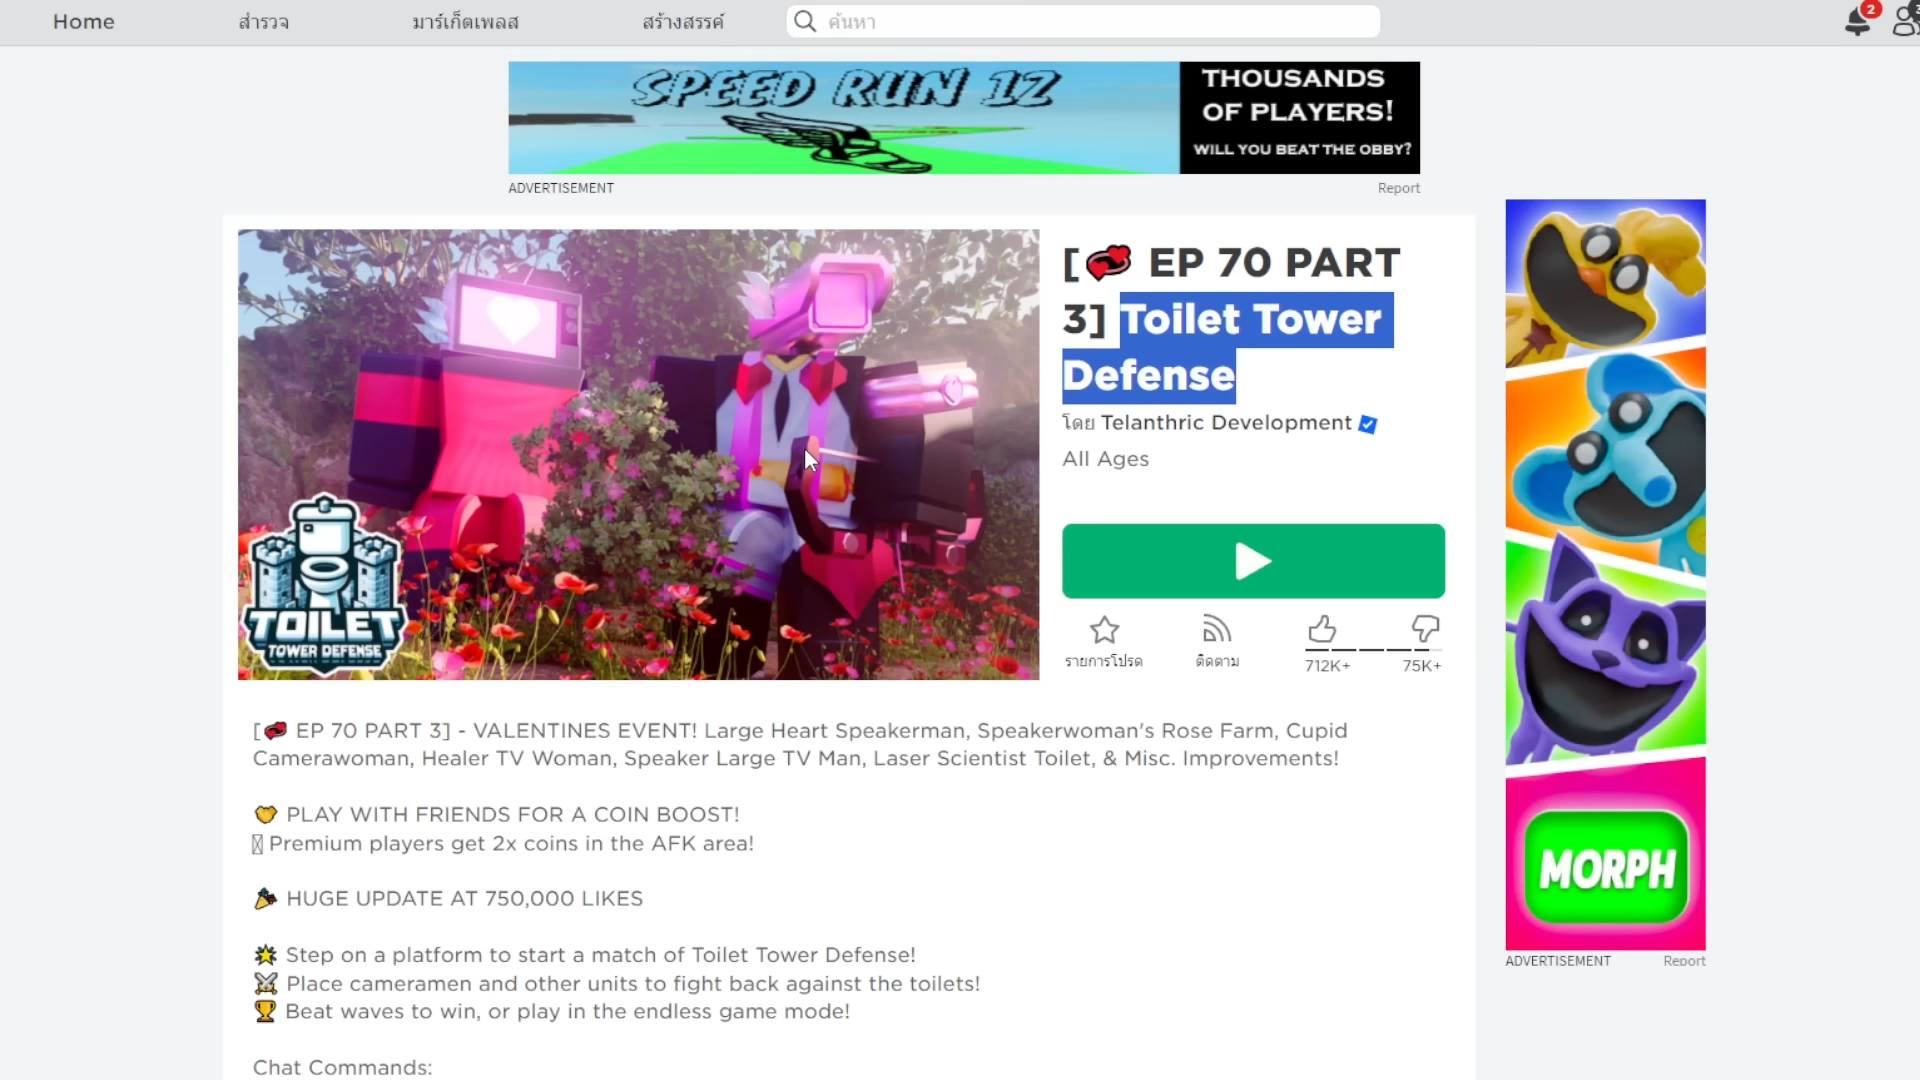 Home สำรวจ มาร์เก็ตเพลส สร้างสรรค์ ค้นหา 2
SPEED RUN 12
THOUSANDS
OF PLAYERS!
WILL YOU BEAT THE OBBY?
ADVERTISEMENT Report
[💞 EP 70 PART
3] Toilet Tower
Defense
โดย Telanthric Development
All Ages
รายการโปรด ติดตาม 712K+ 75K+
TOILET
TOWER DEFENSE
[💞 EP 70 PART 3] - VALENTINES EVENT! Large Heart Speakerman, Speakerwoman's Rose Farm, Cupid
Camerawoman, Healer TV Woman, Speaker Large TV Man, Laser Scientist Toilet, & Misc. Improvements!
💛 PLAY WITH FRIENDS FOR A COIN BOOST!
Premium players get 2x coins in the AFK area!
🎉 HUGE UPDATE AT 750,000 LIKES
🌟 Step on a platform to start a match of Toilet Tower Defense!
⚔️ Place cameramen and other units to fight back against the toilets!
🏆 Beat waves to win, or play in the endless game mode!
Chat Commands:
MORPH
ADVERTISEMENT Report